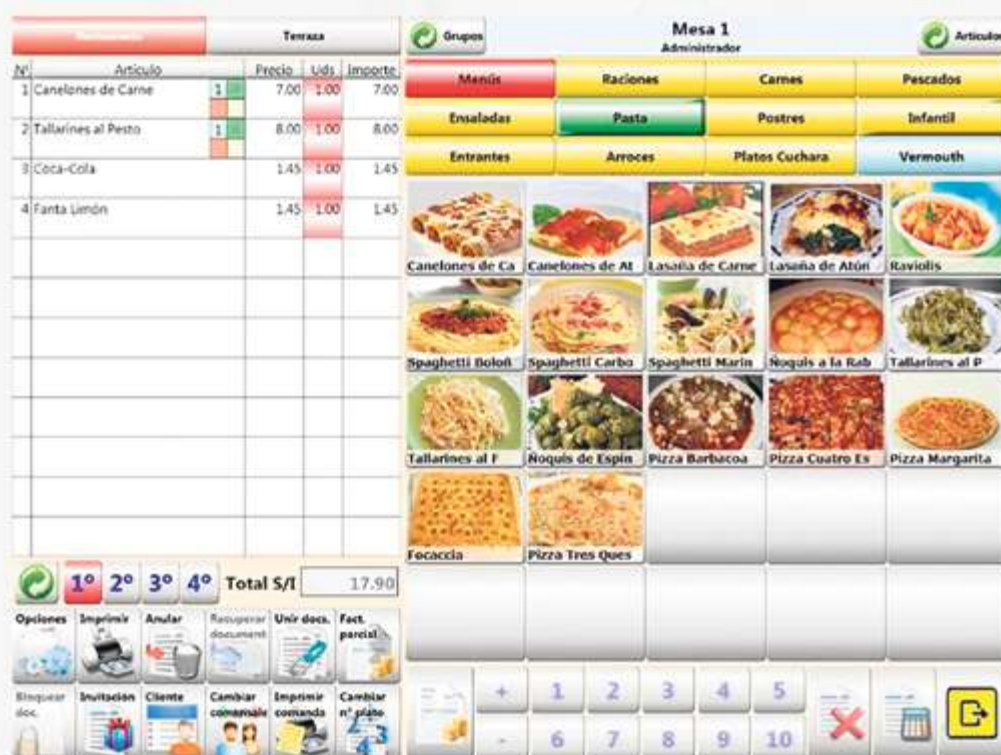 Restaurante Terraza
Nº Artículo Precio Uds Importe
1 Canelones de Carne 1 7.00 1.00 7.00
2 Tallarines al Pesto 1 8.00 1.00 8.00
3 Coca-Cola 1.45 1.00 1.45
4 Fanta Limón 1.45 1.00 1.45
1º 2º 3º 4º Total S/I 17.90
Opciones Imprimir Anular Recuperar document Unir docs. Fact. parcial
Bloquear doc. Invitación Cliente Cambiar comensale Imprimir comanda Cambiar nº plato
Grupos Mesa 1 Artículo
Administrador
Menús Raciones Carnes Pescados
Ensaladas Pasta Postres Infantil
Entrantes Arroces Platos Cuchara Vermouth
Canelones de Ca Canelones de At Lasaña de Carne Lasaña de Atún Raviolis
Spaghetti Boloñ Spaghetti Carbo Spaghetti Marin Ñoquis a la Rab Tallarines al P
Tallarines al F Ñoquis de Espin Pizza Barbacoa Pizza Cuatro Es Pizza Margarita
Focaccia Pizza Tres Ques
+ 1 2 3 4 5
- 6 7 8 9 10